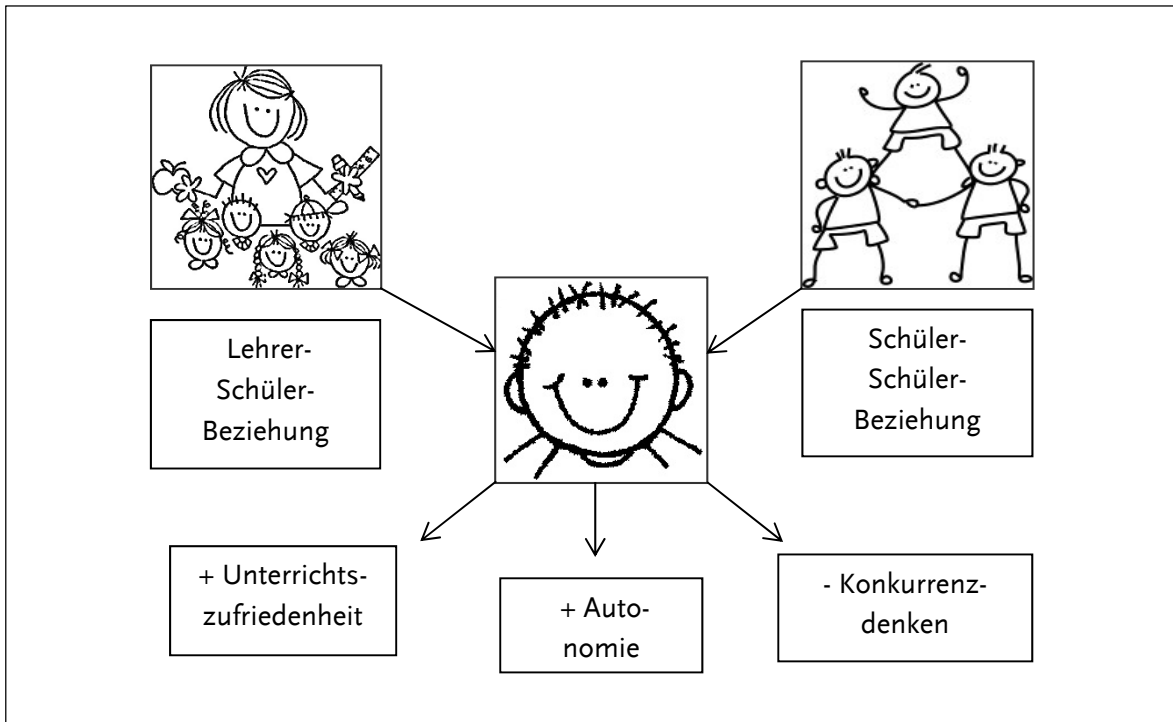 Lehrer-
Schüler-
Beziehung
Schüler-
Schüler-
Beziehung
+ Unterrichts-
zufriedenheit
+ Auto-
nomie
- Konkurrenz-
denken